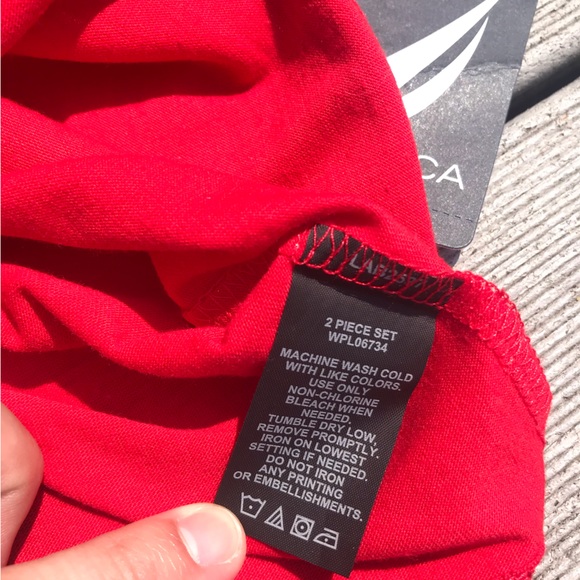 CA
2 PIECE SET
WPL06734
MACHINE WASH COLD
WITH LIKE COLORS.
USE ONLY
NON-CHLORINE
BLEACH WHEN
NEEDED.
TUMBLE DRY LOW,
REMOVE PROMPTLY.
IRON ON LOWEST
SETTING IF NEEDED.
DO NOT IRON
ANY PRINTING
OR EMBELLISHMENTS.